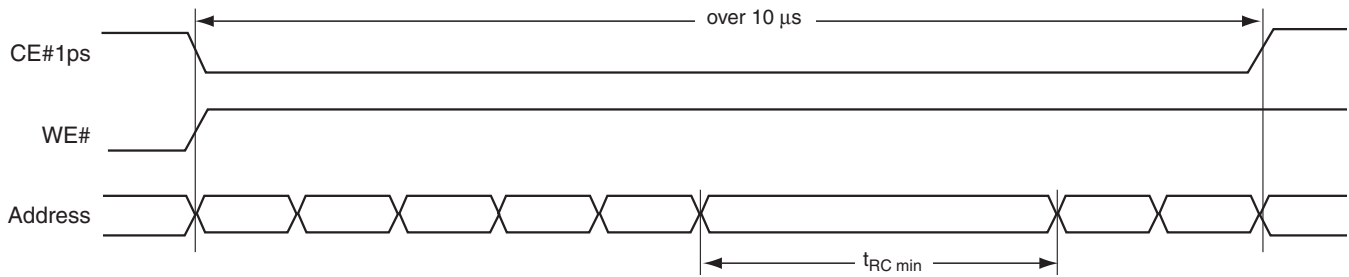 over 10 μs
CE#1ps
WE#
Address
tRC min